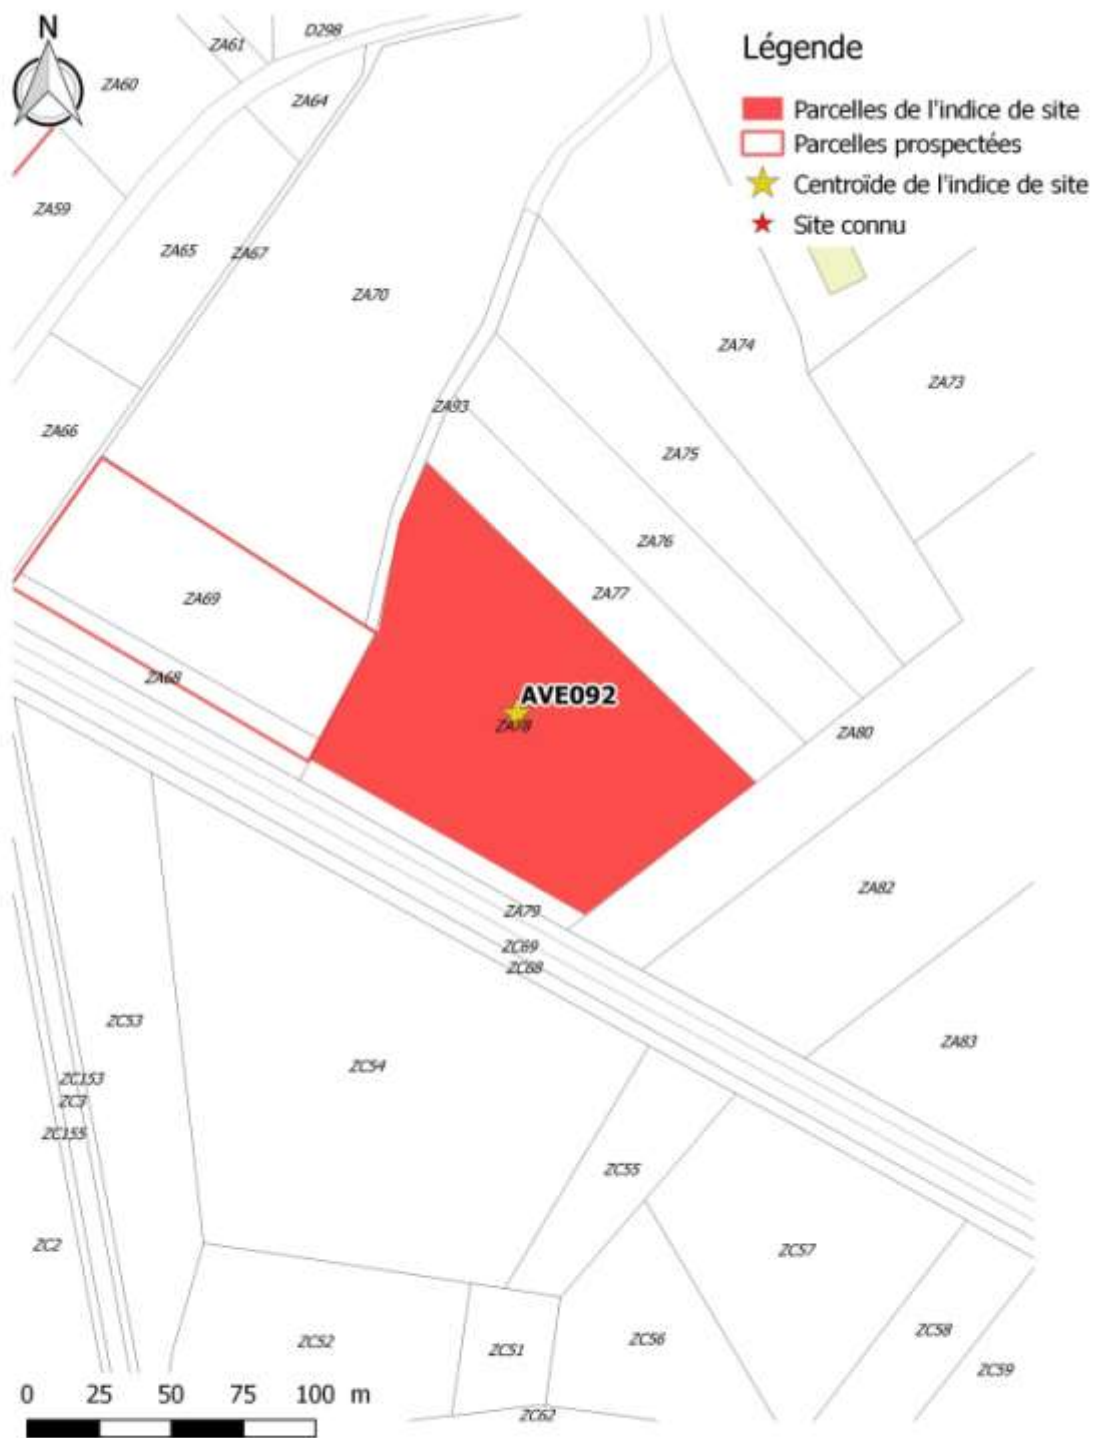 N
D298
ZA61
ZA60
ZA64
Légende
Parcelles de l'indice de site
Parcelles prospectées
Centroïde de l'indice de site
Site connu
ZA59
ZA65
ZA67
ZA70
ZA74
ZA73
ZA93
ZA66
ZA75
ZA76
ZA77
ZA69
ZA68
AVE092
ZA78
ZA80
ZA82
ZA79
ZC69
ZC68
ZC53
ZA83
ZC54
ZC153
ZC3
ZC155
ZC55
ZC2
ZC57
ZC52
ZC51
ZC56
ZC58
ZC59
0 25 50 75 100 m
ZC62